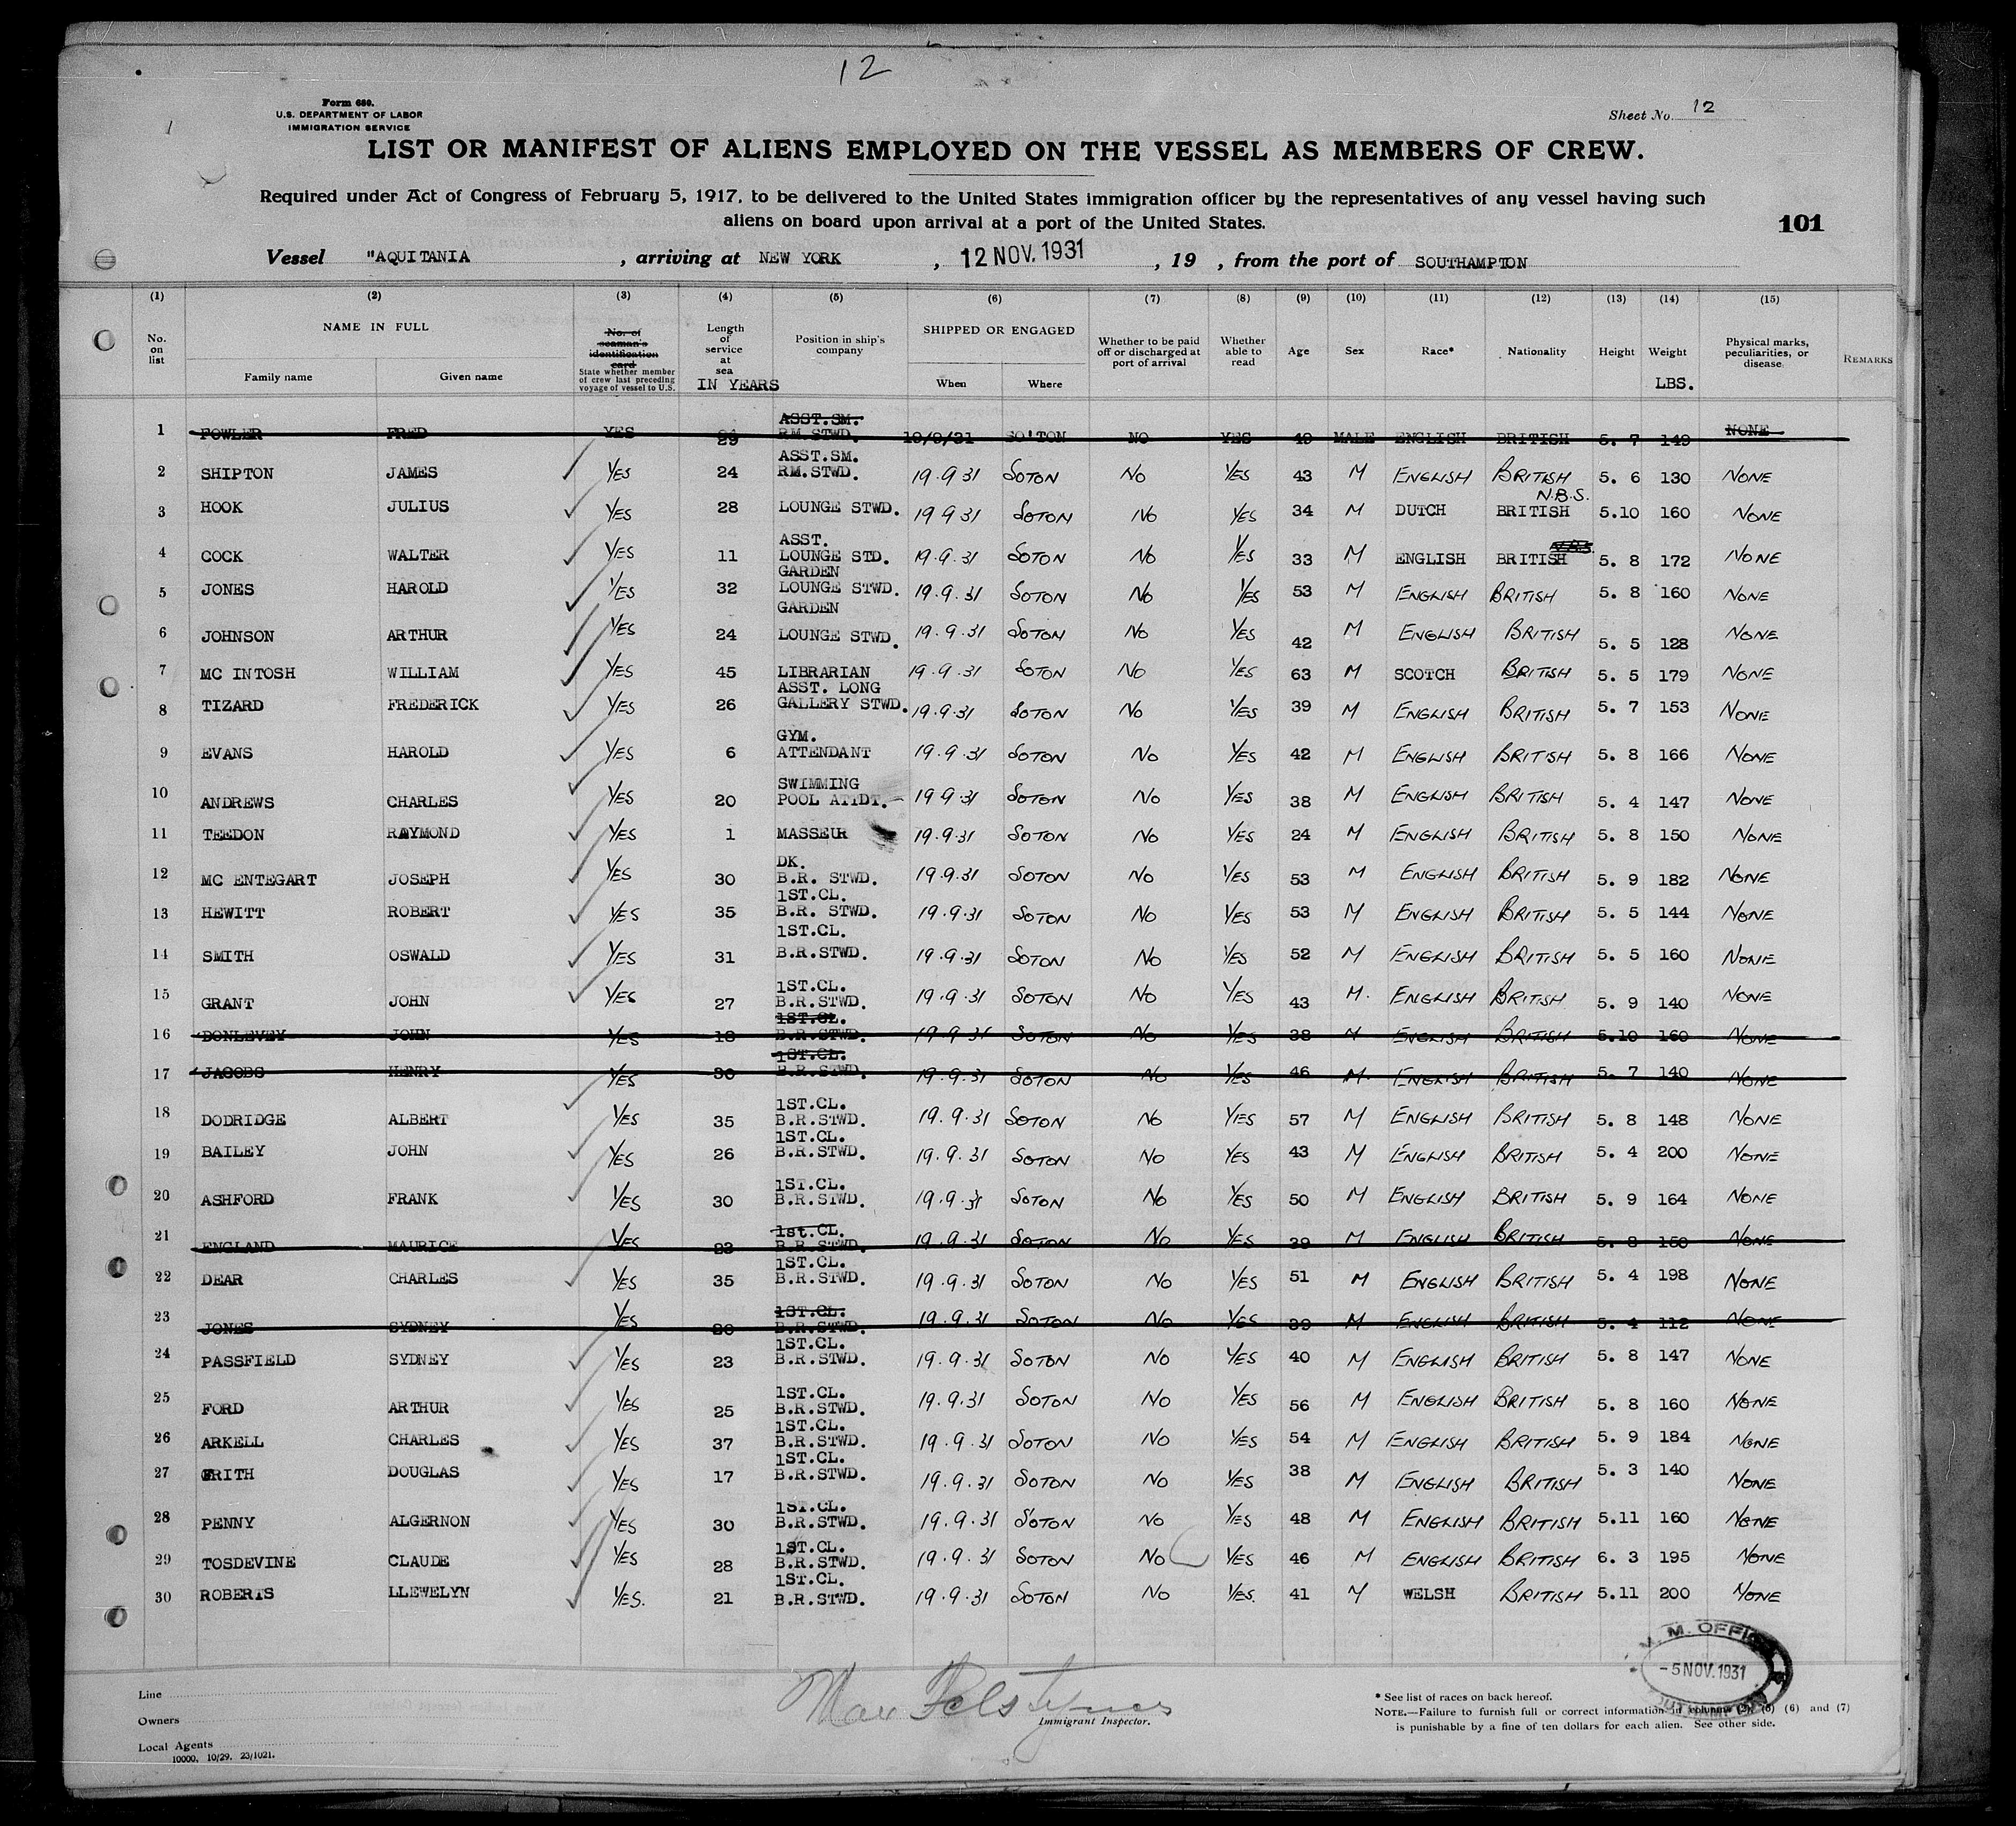 12
Form 689.
U.S. DEPARTMENT OF LABOR
IMMIGRATION SERVICE
Sheet No. 12
LIST OR MANIFEST OF ALIENS EMPLOYED ON THE VESSEL AS MEMBERS OF CREW.
Required under Act of Congress of February 5, 1917, to be delivered to the United States immigration officer by the representatives of any vessel having such
aliens on board upon arrival at a port of the United States.
101
Vessel "AQUITANIA , arriving at NEW YORK , 12 NOV. 1931 , 19 , from the port of SOUTHAMPTON
(1) (2) (3) (4) (5) (6) (7) (8) (9) (10) (11) (12) (13) (14) (15)
No. on list NAME IN FULL Family name Given name No. of seaman's identification card State whether member of crew last preceding voyage of vessel to U.S. Length of service at sea IN YEARS Position in ship's company SHIPPED OR ENGAGED When Where Whether to be paid off or discharged at port of arrival Whether able to read Age Sex Race* Nationality Height Weight LBS. Physical marks, peculiarities, or disease REMARKS
1 FOWLER FRED YES 29 ASST.SM. RM.STWD. 19/9/31 SO'TON NO YES 49 MALE ENGLISH BRITISH 5. 7 149 NONE
2 SHIPTON JAMES YES 24 ASST.SM. RM.STWD. 19.9 31 SOTON NO YES 43 M ENGLISH BRITISH 5. 6 130 NONE
3 HOOK JULIUS YES 28 LOUNGE STWD. 19 9 31 SOTON NO YES 34 M DUTCH N.B.S. BRITISH 5.10 160 NONE
4 COCK WALTER YES 11 ASST. LOUNGE STD. 19.9.31 SOTON NO YES 33 M ENGLISH BRITISH 5. 8 172 NONE
5 JONES HAROLD YES 32 GARDEN LOUNGE STWD. 19.9.31 SOTON NO YES 53 M ENGLISH BRITISH 5. 8 160 NONE
6 JOHNSON ARTHUR YES 24 GARDEN LOUNGE STWD. 19.9.31 SOTON NO YES 42 M ENGLISH BRITISH 5. 5 128 NONE
7 MC INTOSH WILLIAM YES 45 LIBRARIAN 19.9.31 SOTON NO YES 63 M SCOTCH BRITISH 5. 5 179 NONE
8 TIZARD FREDERICK YES 26 ASST. LONG GALLERY STWD. 19.9.31 SOTON NO YES 39 M ENGLISH BRITISH 5. 7 153 NONE
9 EVANS HAROLD YES 6 GYM. ATTENDANT 19.9.31 SOTON NO YES 42 M ENGLISH BRITISH 5. 8 166 NONE
10 ANDREWS CHARLES YES 20 SWIMMING POOL ATTDT. 19 9 31 SOTON NO YES 38 M ENGLISH BRITISH 5. 4 147 NONE
11 TEEDON RAYMOND YES 1 MASSEUR 19.9.31 SOTON NO YES 24 M ENGLISH BRITISH 5. 8 150 NONE
12 MC ENTEGART JOSEPH YES 30 DK. B.R. STWD. 19.9.31 SOTON NO YES 53 M ENGLISH BRITISH 5. 9 182 NONE
13 HEWITT ROBERT YES 35 1ST.CL. B.R. STWD. 19.9.31 SOTON NO YES 53 M ENGLISH BRITISH 5. 5 144 NONE
14 SMITH OSWALD YES 31 1ST.CL. B.R.STWD. 19.9.31 SOTON NO YES 52 M ENGLISH BRITISH 5. 5 160 NONE
15 GRANT JOHN YES 27 1ST.CL. B.R.STWD. 19.9.31 SOTON NO YES 43 M. ENGLISH BRITISH 5. 9 140 NONE
16 DONLEVEY JOHN YES 18 1ST.CL. B.R.STWD. 19.9.31 SOTON NO YES 38 M ENGLISH BRITISH 5.10 160 NONE
17 JACOBS HENRY YES 30 1ST.CL. B.R.STWD. 19.9.31 SOTON NO YES 46 M. ENGLISH BRITISH 5. 7 140 NONE
18 DODRIDGE ALBERT YES 35 1ST.CL. B.R.STWD. 19.9.31 SOTON NO YES 57 M ENGLISH BRITISH 5. 8 148 NONE
19 BAILEY JOHN YES 26 1ST.CL. B.R.STWD. 19.9.31 SOTON NO YES 43 M ENGLISH BRITISH 5. 4 200 NONE
20 ASHFORD FRANK YES 30 1ST.CL. B.R.STWD. 19.9.31 SOTON NO YES 50 M ENGLISH BRITISH 5. 9 164 NONE
21 ENGLAND MAURICE YES 23 1st.CL. B.R.STWD. 19.9.31 SOTON NO YES 39 M ENGLISH BRITISH 5. 8 150 NONE
22 DEAR CHARLES YES 35 1ST.CL. B.R.STWD. 19.9.31 SOTON NO YES 51 M ENGLISH BRITISH 5. 4 198 NONE
23 JONES SYDNEY YES 20 1ST.CL. B.R.STWD. 19.9.31 SOTON NO YES 39 M ENGLISH BRITISH 5. 4 112 NONE
24 PASSFIELD SYDNEY YES 23 1ST.CL. B.R.STWD. 19.9.31 SOTON NO YES 40 M ENGLISH BRITISH 5. 8 147 NONE
25 FORD ARTHUR YES 25 1ST.CL. B.R.STWD. 19.9.31 SOTON NO YES 56 M ENGLISH BRITISH 5. 8 160 NONE
26 ARKELL CHARLES YES 37 1ST.CL. B.R.STWD. 19.9.31 SOTON NO YES 54 M ENGLISH BRITISH 5. 9 184 NONE
27 FRITH DOUGLAS YES 17 1ST.CL. B.R.STWD. 19.9.31 SOTON NO YES 38 M ENGLISH BRITISH 5. 3 140 NONE
28 PENNY ALGERNON YES 30 1ST.CL. B.R.STWD. 19.9.31 SOTON NO YES 48 M ENGLISH BRITISH 5.11 160 NONE
29 TOSDEVINE CLAUDE YES 28 1ST.CL. B.R.STWD. 19.9.31 SOTON NO YES 46 M ENGLISH BRITISH 6. 3 195 NONE
30 ROBERTS LLEWELYN YES. 21 1ST.CL. B.R.STWD. 19.9.31 SOTON NO YES. 41 M WELSH BRITISH 5.11 200 NONE
M. M. OFFICE
-5 NOV. 1931
SOUTHAMPTON
Line
Owners
Local Agents
10000, 10/29. 23/1021.
Immigrant Inspector.
* See list of races on back hereof.
NOTE.—Failure to furnish full or correct information in columns (2) (5) (6) and (7)
is punishable by a fine of ten dollars for each alien. See other side.